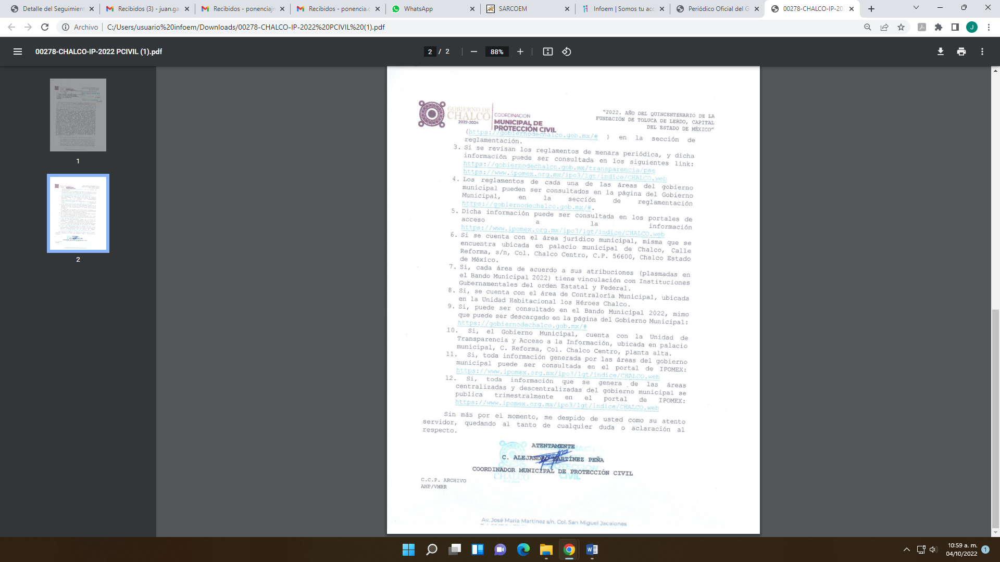 Detalle del Seguimient
Recibidos (3) - juan.ga
Recibidos - ponenciajr
Recibidos - ponencia.c
WhatsApp
SARCOEM
Infoem | Somos tu acc
Periódico Oficial del G
00278-CHALCO-IP-202
Archivo
C:/Users/usuario%20infoem/Downloads/00278-CHALCO-IP-2022%20PCIVIL%20(1).pdf
J
00278-CHALCO-IP-2022 PCIVIL (1).pdf
2 / 2
88%
1
2
GOBIERNO DE
CHALCO
2022-2024
COORDINACION
MUNICIPAL DE
PROTECCIÓN CIVIL
"2022. AÑO DEL QUINCENTENARIO DE LA
FUNDACIÓN DE TOLUCA DE LERDO, CAPITAL
DEL ESTADO DE MÉXICO"
(https://gobiernodechalco.gob.mx/# ) en la sección de
reglamentación.
3. Si se revisan los reglamentos de menara periódica, y dicha
información puede ser consultada en los siguientes link:
https://gobiernodechalco.gob.mx/transparencia/pae
https://www.ipomex.org.mx/ipo3/lgt/indice/CHALCO.web
4. Los reglamentos de cada una de las áreas del gobierno
municipal pueden ser consultados en la página del Gobierno
Municipal, en la sección de reglamentación
https://gobiernodechalco.gob.mx/#.
5. Dicha información puede ser consultada en los portales de
acceso a la información
https://www.ipomex.org.mx/ipo3/lgt/indice/CHALCO.web
6. Si se cuenta con el área jurídico municipal, misma que se
encuentra ubicada en palacio municipal de Chalco, Calle
Reforma, s/n, Col. Chalco Centro, C.P. 56600, Chalco Estado
de México.
7. Si, cada área de acuerdo a sus atribuciones (plasmadas en
el Bando Municipal 2022) tiene vinculación con Instituciones
Gubernamentales del orden Estatal y Federal.
8. Si, se cuenta con el área de Contraloría Municipal, ubicada
en la Unidad Habitacional los Héroes Chalco.
9. Si, puede ser consultado en el Bando Municipal 2022, mimo
que puede ser descargado en la página del Gobierno Municipal:
https://gobiernodechalco.gob.mx/#
10. Si, el Gobierno Municipal, cuenta con la Unidad de
Transparencia y Acceso a la Información, ubicada en palacio
municipal, C. Reforma, Col. Chalco Centro, planta alta.
11. Si, toda información generada por las áreas del gobierno
municipal puede ser consultada en el portal de IPOMEX:
https://www.ipomex.org.mx/ipo3/lgt/indice/CHALCO.web
12. Si, toda información que se genera de las áreas
centralizadas y descentralizadas del gobierno municipal se
publica trimestralmente en el portal de IPOMEX:
https://www.ipomex.org.mx/ipo3/lgt/indice/CHALCO.web
Sin más por el momento, me despido de usted como su atento
servidor, quedando al tanto de cualquier duda o aclaración al
respecto.
ATENTAMENTE
C. ALEJANDRO MARTÍNEZ PEÑA
COORDINADOR MUNICIPAL DE PROTECCIÓN CIVIL
CHALCO
CIVIL
C.C.P. ARCHIVO
AMP/VMRR
Av. José María Martínez s/n, Col. San Miguel Jacalones
10:59 a. m.
04/10/2022
1